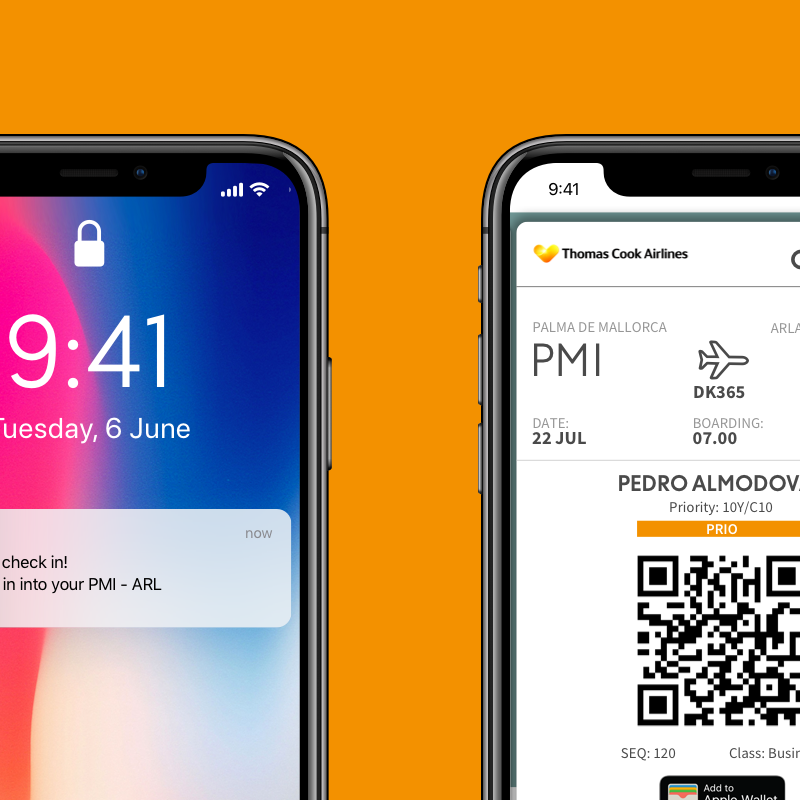 9:41
Tuesday, 6 June
now
check in!
in into your PMI - ARL
9:41
Thomas Cook Airlines
PALMA DE MALLORCA
ARLA
PMI
DK365
DATE:
BOARDING:
22 JUL
07.00
PEDRO ALMODOV
Priority: 10Y/C10
PRIO
SEQ: 120
Class: Busin
Add to
Apple Wallet